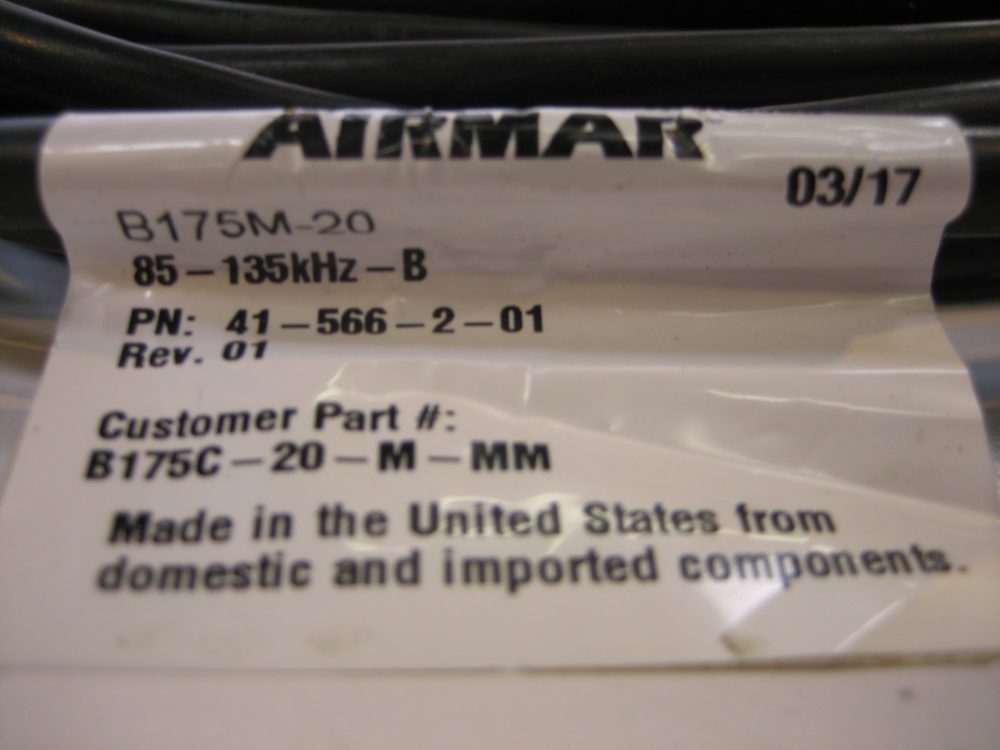 AIRMAR
03/17
B175M-20
85-135kHz-B
PN: 41-566-2-01
Rev. 01
Customer Part #:
B175C-20-M-MM
Made in the United States from
domestic and imported components.